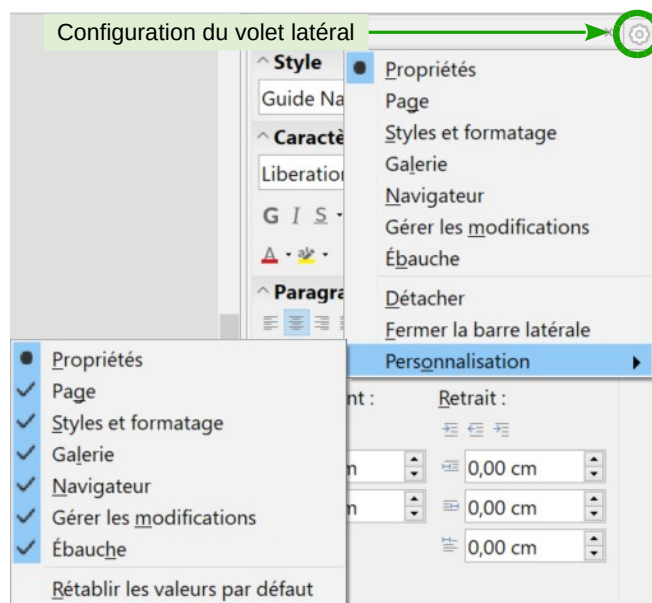 Configuration du volet latéral
Style
Guide Na
Caractè
Liberation
G I S
A ab
Paragra
Propriétés
Page
Styles et formatage
Galerie
Navigateur
Gérer les modifications
Ébauche
Détacher
Fermer la barre latérale
Personnalisation
Propriétés
Page
Styles et formatage
Galerie
Navigateur
Gérer les modifications
Ébauche
Rétablir les valeurs par défaut
nt :
Retrait :
m
0,00 cm
m
0,00 cm
0,00 cm